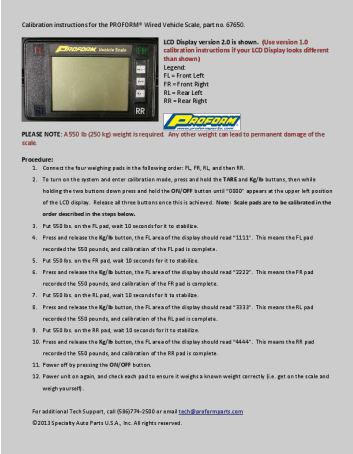 Calibration instructions for the PROFORM® Wired Vehicle Scale, part no. 67650.
PROFORM Vehicle Scale
RR
LCD Display version 2.0 is shown. (Use version 1.0
calibration instructions if your LCD Display looks different
than shown)
Legend:
FL = Front Left
FR = Front Right
RL = Rear Left
RR = Rear Right
PROFORM
www.proformparts.com
PLEASE NOTE: A 550 lb (250 kg) weight is required. Any other weight can lead to permanent damage of the
scale.
Procedure:
1. Connect the four weighing pads in the following order: FL, FR, RL, and then RR.
2. To turn on the system and enter calibration mode, press and hold the TARE and Kg/lb buttons, then while
holding the two buttons down press and hold the ON/OFF button until "0000" appears at the upper left position
of the LCD display. Release all three buttons once this is achieved. Note: Scale pads are to be calibrated in the
order described in the steps below.
3. Put 550 lbs. on the FL pad, wait 10 seconds for it to stabilize.
4. Press and release the Kg/lb button, the FL area of the display should read "1111". This means the FL pad
recorded the 550 pounds, and calibration of the FL pad is complete.
5. Put 550 lbs. on the FR pad, wait 10 seconds for it to stabilize.
6. Press and release the Kg/lb button, the FR area of the display should read "2222". This means the FR pad
recorded the 550 pounds, and calibration of the FR pad is complete.
7. Put 550 lbs. on the RL pad, wait 10 seconds for it to stabilize.
8. Press and release the Kg/lb button, the FL area of the display should read "3333". This means the RL pad
recorded the 550 pounds, and calibration of the RL pad is complete.
9. Put 550 lbs. on the RR pad, wait 10 seconds for it to stabilize.
10. Press and release the Kg/lb button, the FL area of the display should read "4444". This means the RR pad
recorded the 550 pounds, and calibration of the RR pad is complete.
11. Power off by pressing the ON/OFF button.
12. Power unit on again, and check each pad to ensure it weighs a known weight correctly (i.e. get on the scale and
weigh yourself).
For additional Tech Support, call (586)774-2500 or email tech@proformparts.com
©2013 Specialty Auto Parts U.S.A., Inc. All rights reserved.